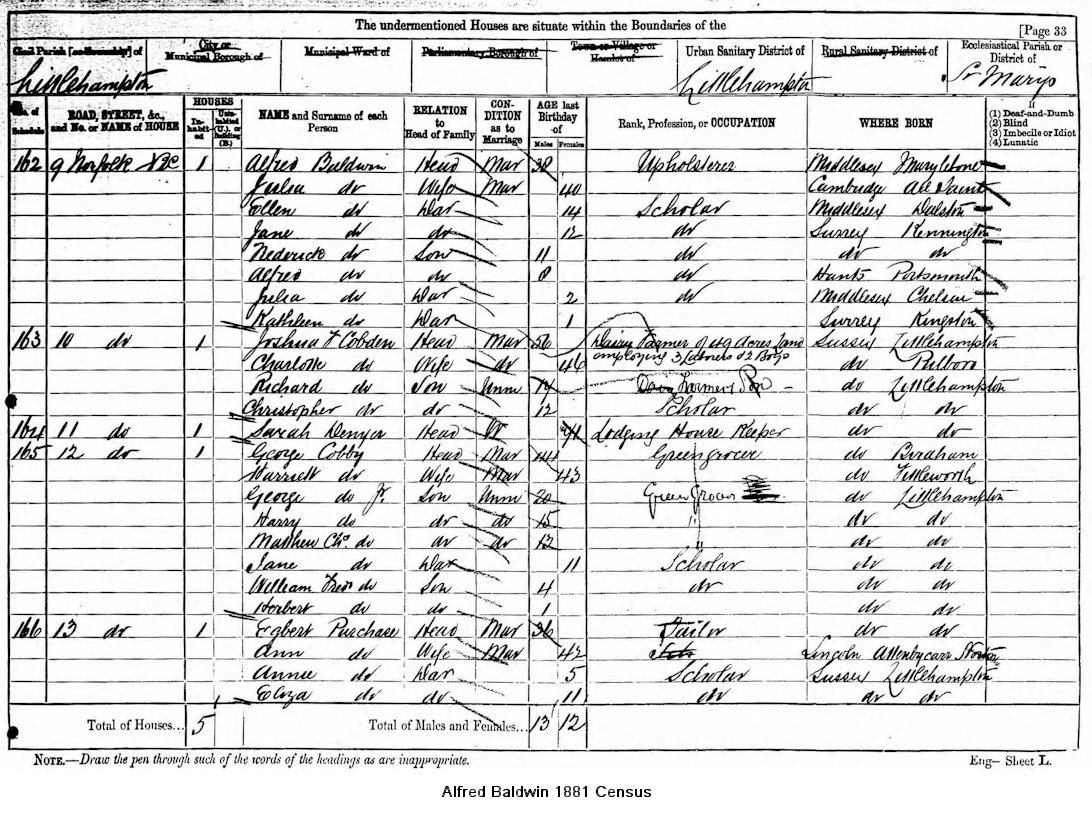 The undermentioned Houses are situate within the Boundaries of the
[Page 33
Civil Parish [or Township] of City or Municipal Borough of Municipal Ward of Parliamentary Borough of Town or Village or Hamlet of Urban Sanitary District of Rural Sanitary District of Ecclesiastical Parish or District of
Littlehampton Littlehampton St Marys
No. of Schedule ROAD, STREET, &c., and No. or NAME of HOUSE HOUSES Inhabited Uninhabited (U.), or Building (B.) NAME and Surname of each Person RELATION to Head of Family CONDITION as to Marriage AGE last Birthday of Males Females Rank, Profession, or OCCUPATION WHERE BORN If (1) Deaf-and-Dumb (2) Blind (3) Imbecile or Idiot (4) Lunatic
162 9 Norfolk 1 Alfred Baldwin Head Mar 38 Upholsterer Middlesex Marylebone
Julia do Wife Mar 40 Cambridge All Saints
Ellen do Dar 14 Scholar Middlesex Dalston
Jane do do 12 do Surrey Kennington
Frederick do Son 11 do do do
Alfred do do 8 do Hants Portsmouth
Julia do Dar 2 do Middlesex Chelsea
Kathleen do Dar 1 Surrey Kingston
163 10 do 1 Joshua F Cobden Head Mar 56 Dairy Farmer of 49 acres land Sussex Littlehampton
employing 3 laborers & 2 Boys
Charlotte do Wife do 46 do Pulboro
Richard do Son Unm 19 Dairy Farmers Son do Littlehampton
Christopher do do 12 Scholar do do
164 11 do 1 Sarah Denyer Head W Lodging House Keeper do do
165 12 do 1 George Cobby Head Mar 44 Greengrocer do Birdham
Harriett do Wife Mar 43 do Fittleworth
George do Jr. Son Unm 20 Green Grocer do Littlehampton
Harry do do do 15 " do do
Matthew Chs. do do do 13 " do do
Jane do Dar 11 Scholar do do
William Fredk do Son 4 do do do
Herbert do do 1 do do
166 13 do 1 Egbert Purchase Head Mar 36 Tailor do do
Ann do Wife Mar 42 Lincoln
Annie do Dar 5 Scholar Sussex Littlehampton
Eliza do do 11 do do do
Total of Houses... 5 Total of Males and Females... 13 12
NOTE.—Draw the pen through such of the words of the headings as are inappropriate.
Eng– Sheet L.
Alfred Baldwin 1881 Census